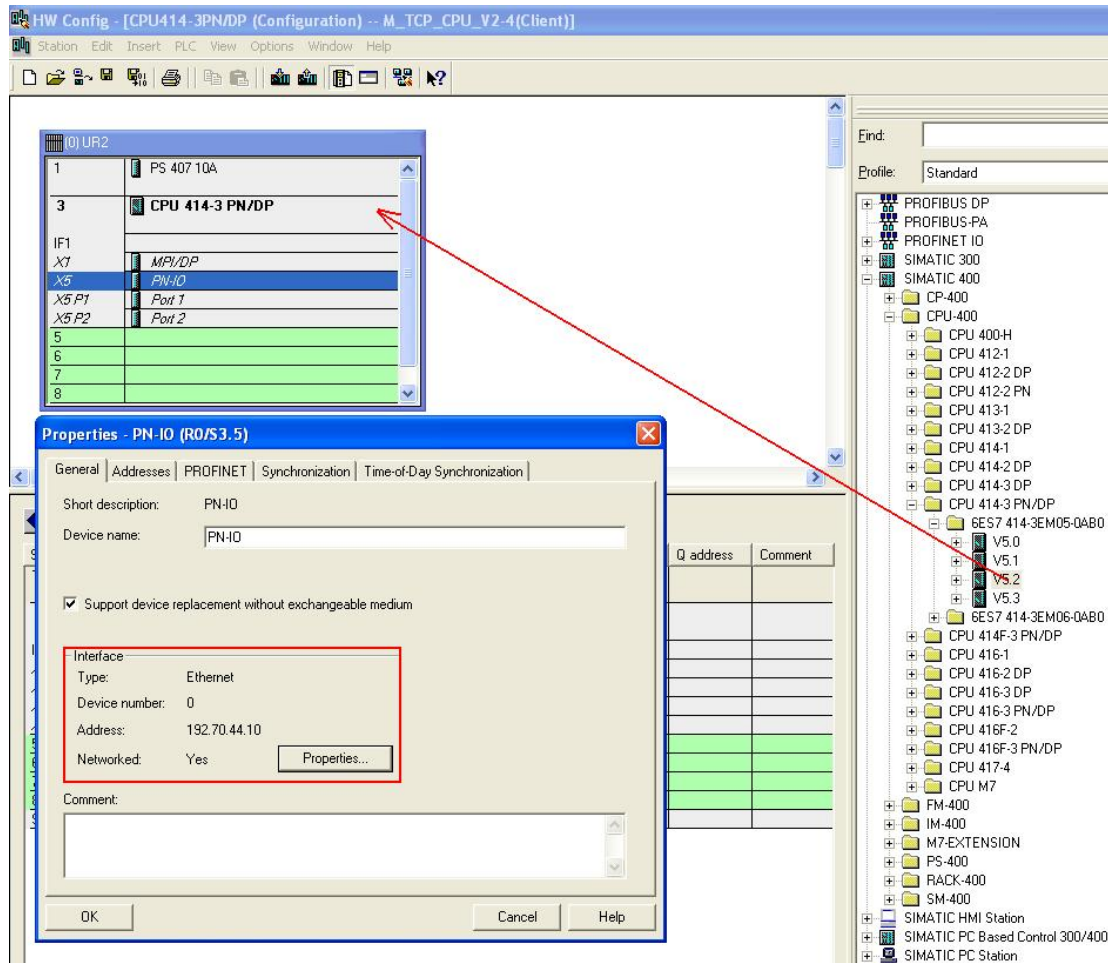 HW Config - [CPU414-3PN/DP (Configuration) -- M_TCP_CPU_V2-4(Client)]
Station Edit Insert PLC View Options Window Help
(0) UR2
1 PS 407 10A
3 CPU 414-3 PN/DP
IF1
X1 MPI/DP
X5 PN-IO
X5 P1 Port 1
X5 P2 Port 2
5
6
7
8
Properties - PN-IO (R0/S3.5)
General Addresses PROFINET Synchronization Time-of-Day Synchronization
Short description: PN-IO
Device name: PN-IO
Support device replacement without exchangeable medium
Interface
Type: Ethernet
Device number: 0
Address: 192.70.44.10
Networked: Yes Properties...
Comment:
OK Cancel Help
Q address Comment
Find:
Profile: Standard
PROFIBUS DP
PROFIBUS-PA
PROFINET IO
SIMATIC 300
SIMATIC 400
CP-400
CPU-400
CPU 400-H
CPU 412-1
CPU 412-2 DP
CPU 412-2 PN
CPU 413-1
CPU 413-2 DP
CPU 414-1
CPU 414-2 DP
CPU 414-3 DP
CPU 414-3 PN/DP
6ES7 414-3EM05-0AB0
V5.0
V5.1
V5.2
V5.3
6ES7 414-3EM06-0AB0
CPU 414F-3 PN/DP
CPU 416-1
CPU 416-2 DP
CPU 416-3 DP
CPU 416-3 PN/DP
CPU 416F-2
CPU 416F-3 PN/DP
CPU 417-4
CPU M7
FM-400
IM-400
M7-EXTENSION
PS-400
RACK-400
SM-400
SIMATIC HMI Station
SIMATIC PC Based Control 300/400
SIMATIC PC Station